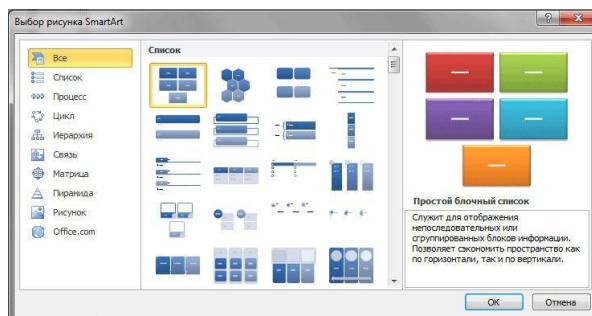 Выбор рисунка SmartArt
Все
Список
Процесс
Цикл
Иерархия
Связь
Матрица
Пирамида
Рисунок
Office.com
Список
Простой блочный список
Служит для отображения
непоследовательных или
сгруппированных блоков информации.
Позволяет сэкономить пространство как
по горизонтали, так и по вертикали.
ОК
Отмена